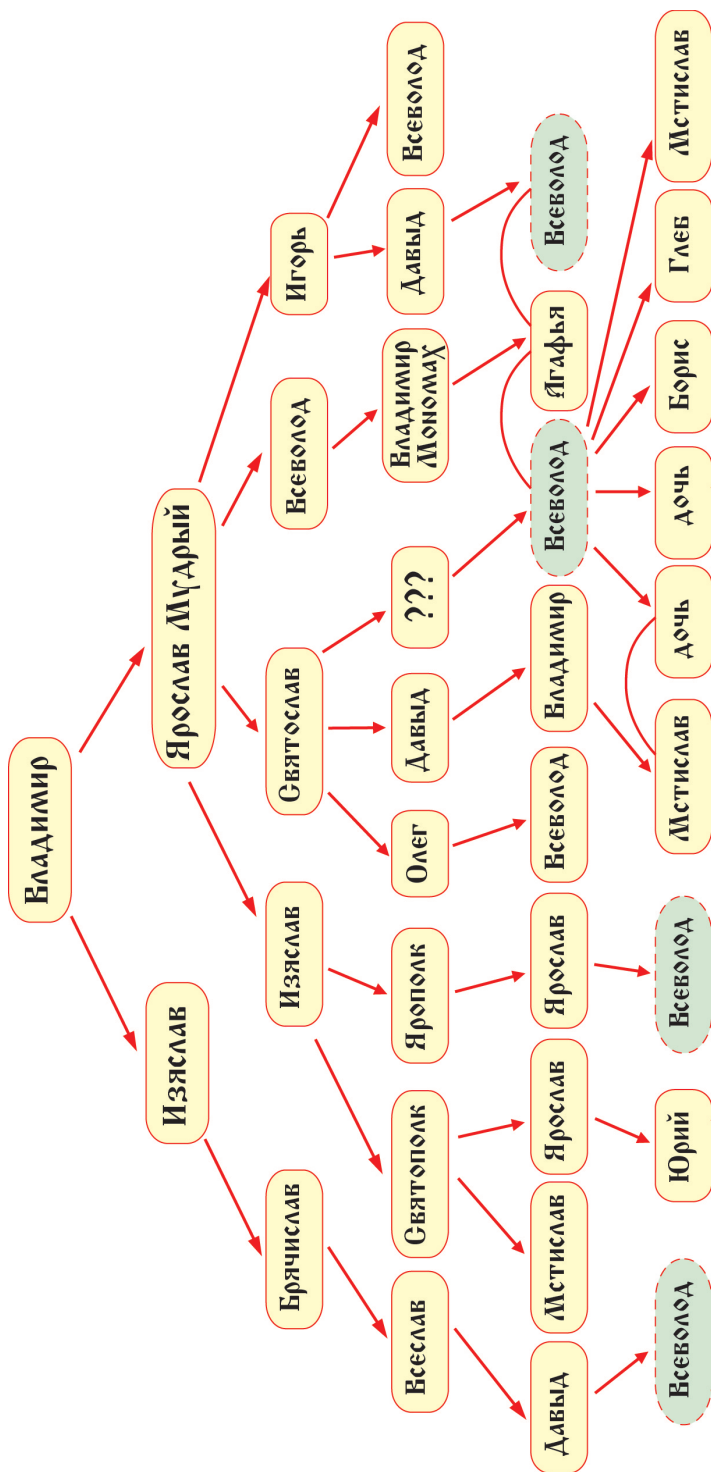 Владимир
Изяслав
Ярослав Мудрый
Брячислав
Изяслав
Святослав
Всеволод
Игорь
Всеслав
Святополк
Ярополк
Олег
Давыд
???
Владимир
Мономах
Давыд
Всеволод
Давыд
Мстислав
Ярослав
Ярослав
Всеволод
Владимир
Всеволод
Агафья
Всеволод
Всеволод
Юрий
Всеволод
Мстислав
дочь
дочь
Борис
Глеб
Мстислав